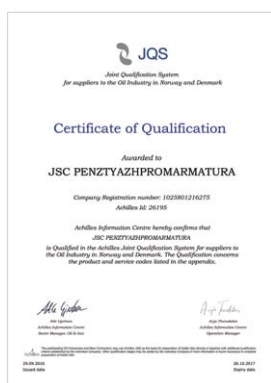 JQS
Joint Qualification System
for suppliers to the Oil Industry in Norway and Denmark
Certificate of Qualification
Awarded to
JSC PENZTYAZHPROMARMATURA
Company Registration number: 1025801216275
Achilles Id: 26195
Achilles Information Centre hereby confirms that
JSC PENZTYAZHPROMARMATURA
is Qualified in the Achilles Joint Qualification System for suppliers to
the Oil Industry in Norway and Denmark. The Qualification concerns
the product and service codes listed in the appendix.
Achilles Information Centre
Achilles Information Centre
Senior Manager Oil & Gas
Operation Manager
Issued date
Expiry date